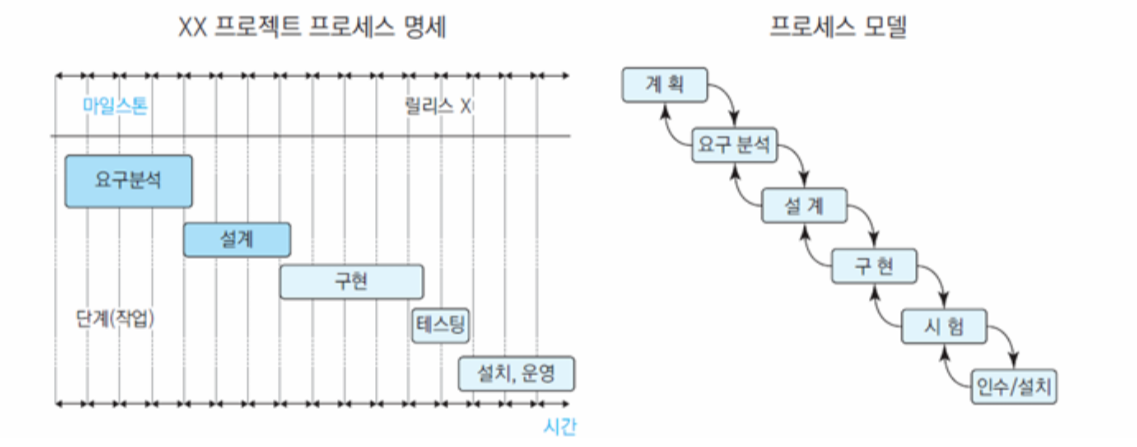 XX 프로젝트 프로세스 명세
마일스톤
릴리스 X
요구분석
설계
구현
단계(작업)
테스팅
설치, 운영
시간
프로세스 모델
계 획
요구 분석
설 계
구 현
시 험
인수/설치